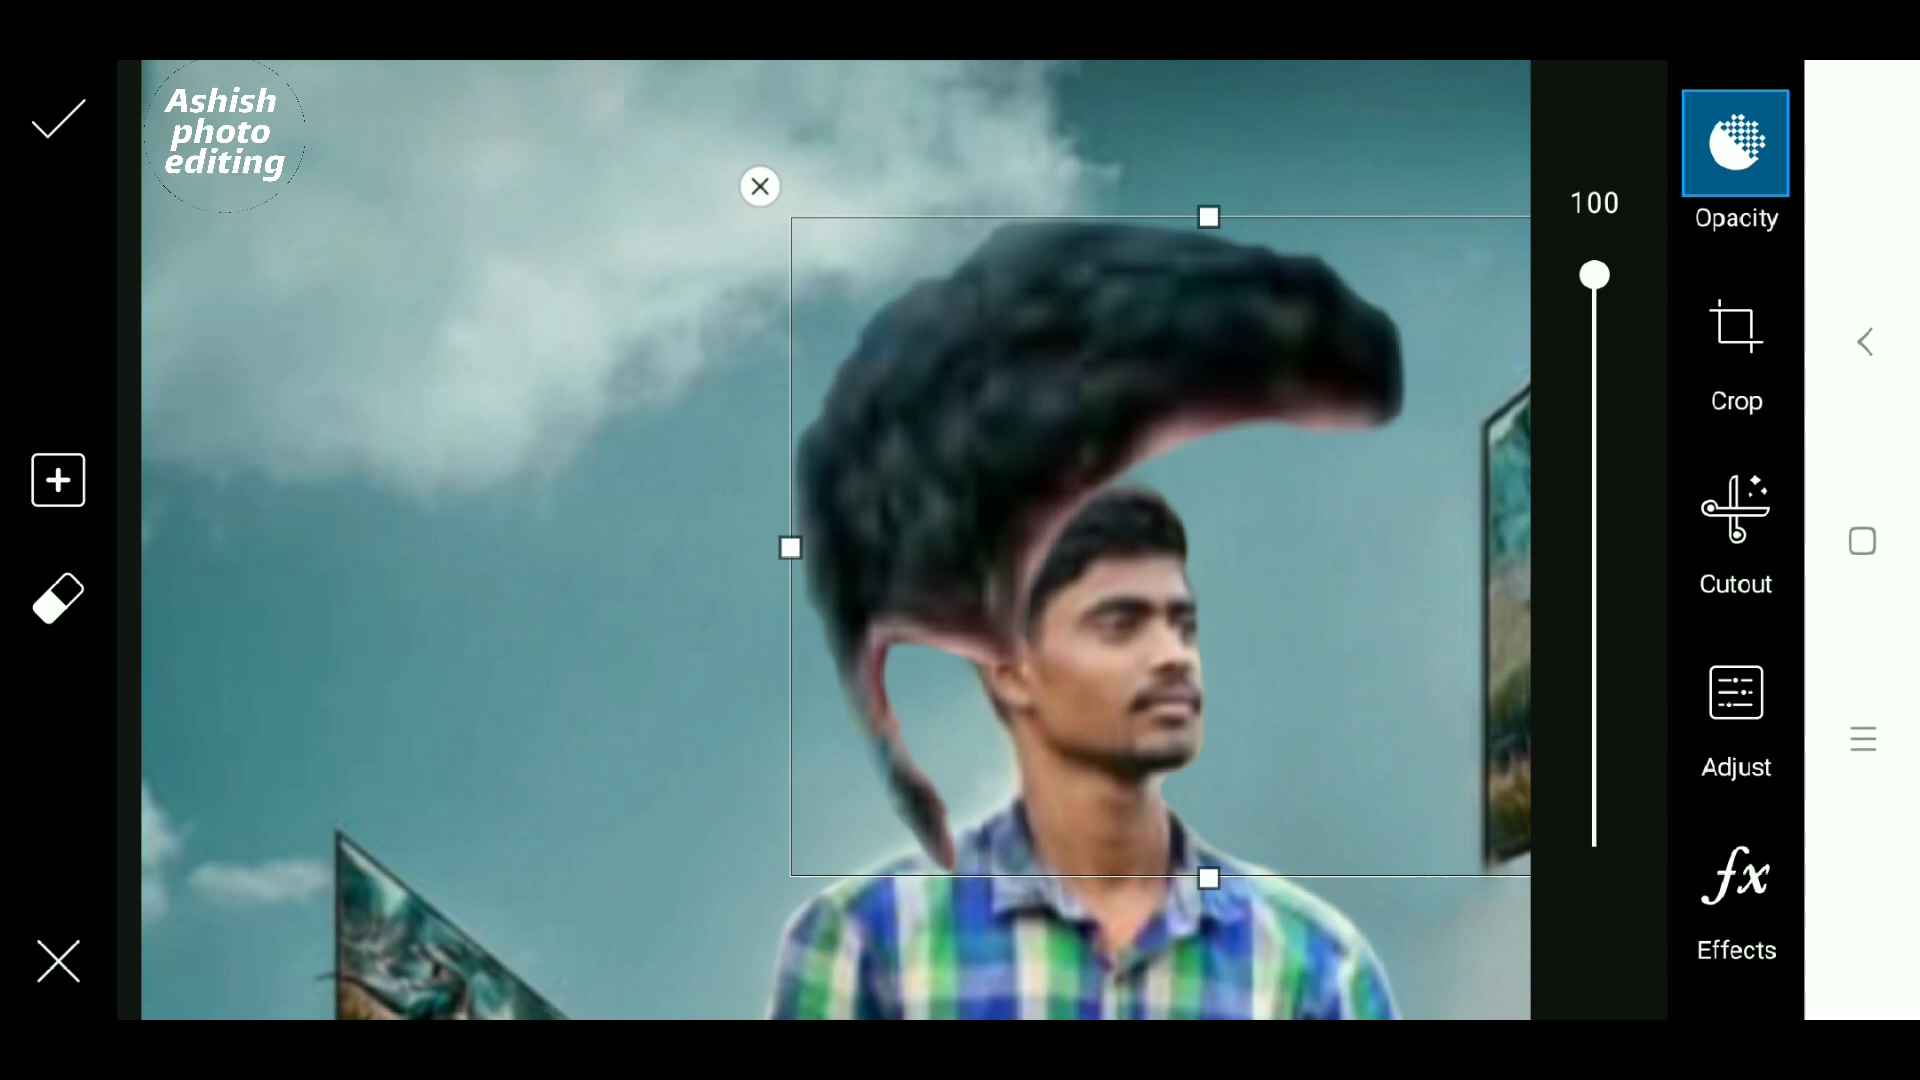 Ashish
photo
editing
100
Opacity
Crop
Cutout
Adjust
fx
Effects